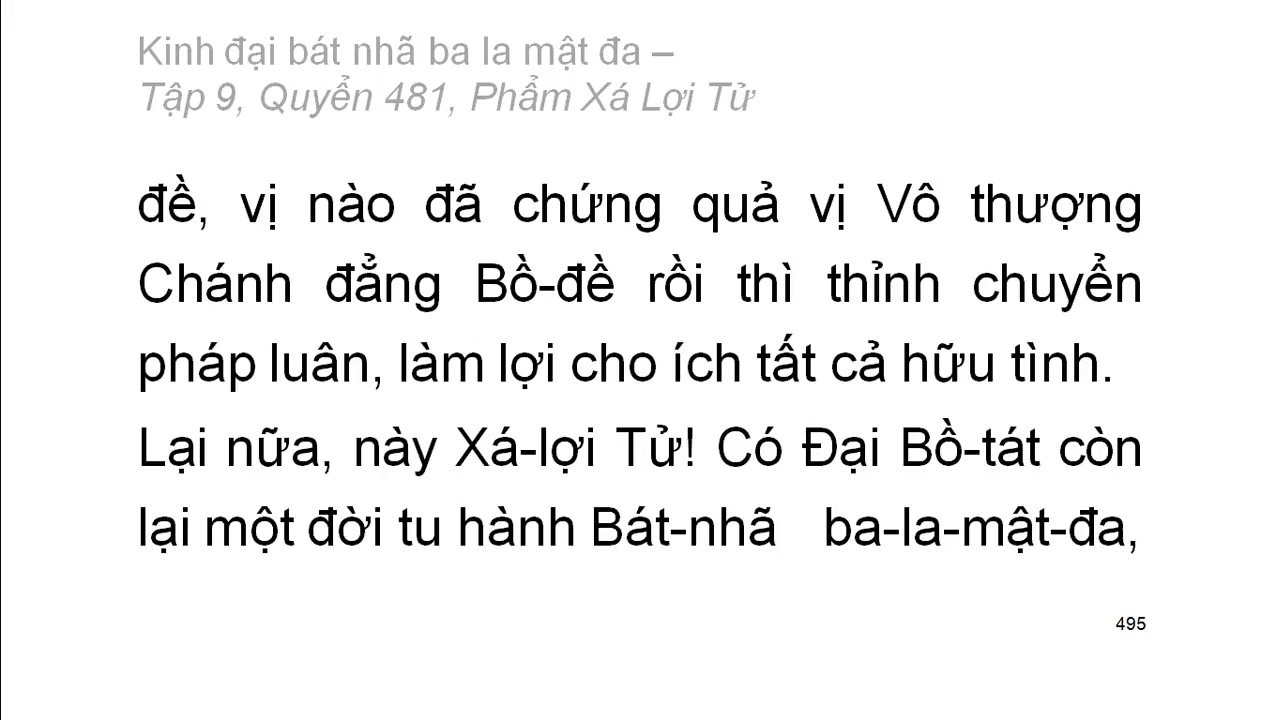 Kinh đại bát nhã ba la mật đa –
Tập 9, Quyển 481, Phẩm Xá Lợi Tử
đề, vị nào đã chứng quả vị Vô thượng
Chánh đẳng Bồ-đề rồi thì thỉnh chuyển
pháp luân, làm lợi cho ích tất cả hữu tình.
Lại nữa, này Xá-lợi Tử! Có Đại Bồ-tát còn
lại một đời tu hành Bát-nhã ba-la-mật-đa,
495